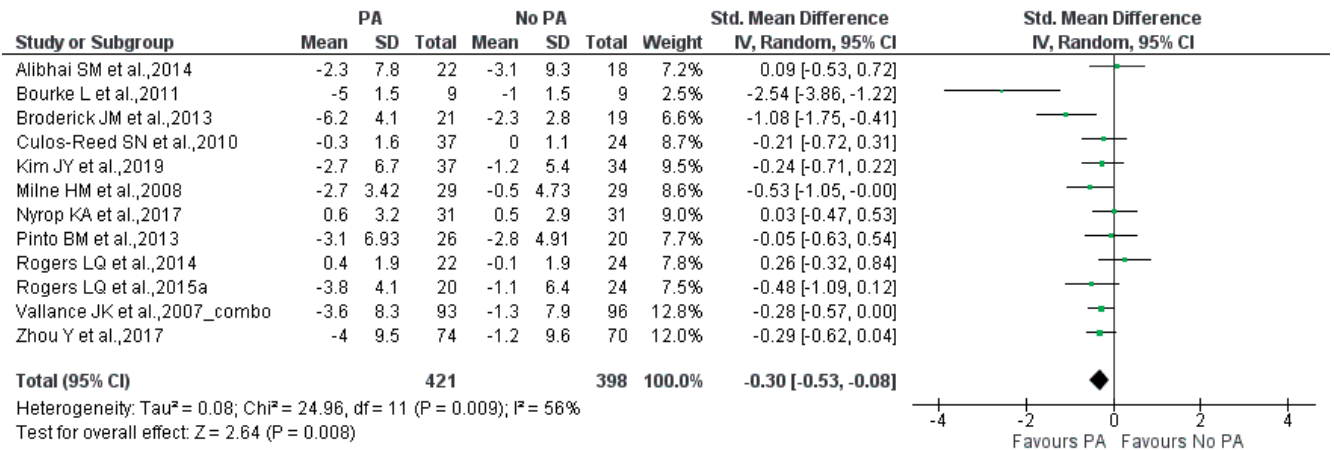 PA No PA Std. Mean Difference Std. Mean Difference
Study or Subgroup Mean SD Total Mean SD Total Weight IV, Random, 95% CI IV, Random, 95% CI
Alibhai SM et al.,2014 -2.3 7.8 22 -3.1 9.3 18 7.2% 0.09 [-0.53, 0.72]
Bourke L et al.,2011 -5 1.5 9 -1 1.5 9 2.5% -2.54 [-3.86, -1.22]
Broderick JM et al.,2013 -6.2 4.1 21 -2.3 2.8 19 6.6% -1.08 [-1.75, -0.41]
Culos-Reed SN et al.,2010 -0.3 1.6 37 0 1.1 24 8.7% -0.21 [-0.72, 0.31]
Kim JY et al.,2019 -2.7 6.7 37 -1.2 5.4 34 9.5% -0.24 [-0.71, 0.22]
Milne HM et al.,2008 -2.7 3.42 29 -0.5 4.73 29 8.6% -0.53 [-1.05, -0.00]
Nyrop KA et al.,2017 0.6 3.2 31 0.5 2.9 31 9.0% 0.03 [-0.47, 0.53]
Pinto BM et al.,2013 -3.1 6.93 26 -2.8 4.91 20 7.7% -0.05 [-0.63, 0.54]
Rogers LQ et al.,2014 0.4 1.9 22 -0.1 1.9 24 7.8% 0.26 [-0.32, 0.84]
Rogers LQ et al.,2015a -3.8 4.1 20 -1.1 6.4 24 7.5% -0.48 [-1.09, 0.12]
Vallance JK et al.,2007_combo -3.6 8.3 93 -1.3 7.9 96 12.8% -0.28 [-0.57, 0.00]
Zhou Y et al.,2017 -4 9.5 74 -1.2 9.6 70 12.0% -0.29 [-0.62, 0.04]
Total (95% CI) 421 398 100.0% -0.30 [-0.53, -0.08]
Heterogeneity: Tau² = 0.08; Chi² = 24.96, df = 11 (P = 0.009); I² = 56%
Test for overall effect: Z = 2.64 (P = 0.008)
-4 -2 0 2 4
Favours PA Favours No PA